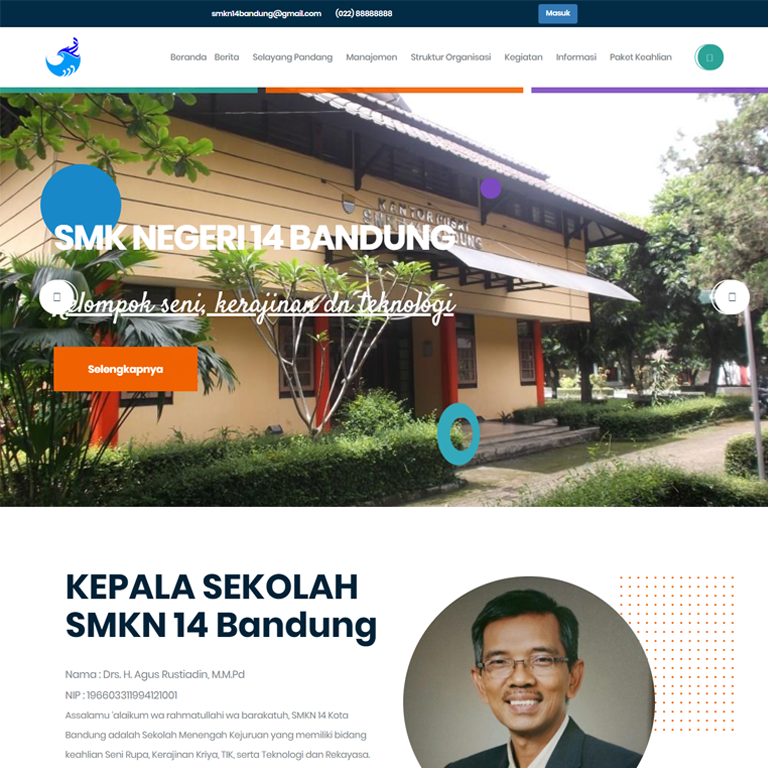 smkn14bandung@gmail.com (022) 88888888 Masuk
Beranda Berita Selayang Pandang Manajemen Struktur Organisasi Kegiatan Informasi Paket Keahlian
KANTOR
SMK NEGERI 14 BANDUNG
kelompok seni, kerajinan dn teknologi
Selengkapnya
KEPALA SEKOLAH
SMKN 14 Bandung
Nama : Drs. H. Agus Rustiadin, M.M.Pd
NIP : 196603311994121001
Assalamu 'alaikum wa rahmatullahi wa barakatuh, SMKN 14 Kota
Bandung adalah Sekolah Menengah Kejuruan yang memiliki bidang
keahlian Seni Rupa, Kerajinan Kriya, TIK, serta Teknologi dan Rekayasa.